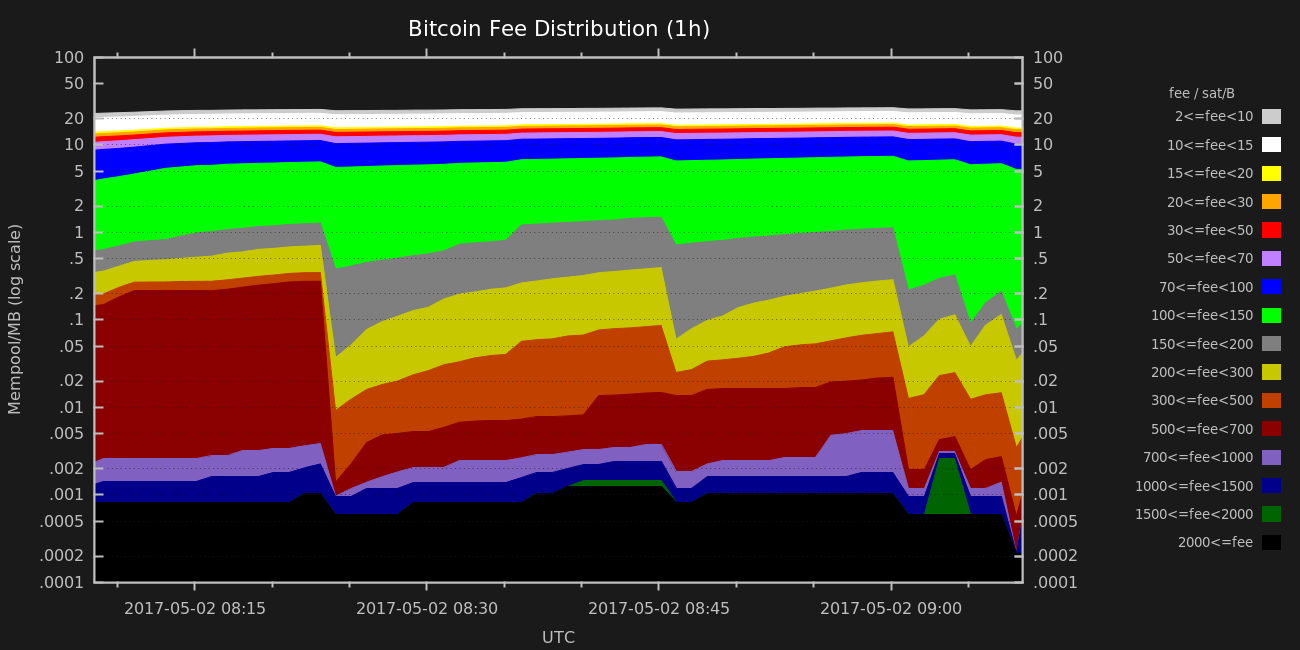 Bitcoin Fee Distribution (1h)
100
50
20
10
5
2
1
.5
.2
.1
.05
.02
.01
.005
.002
.001
.0005
.0002
.0001
Mempool/MB (log scale)
100
50
20
10
5
2
1
.5
.2
.1
.05
.02
.01
.005
.002
.001
.0005
.0002
.0001
2017-05-02 08:15
2017-05-02 08:30
2017-05-02 08:45
2017-05-02 09:00
UTC
fee / sat/B
2<=fee<10
10<=fee<15
15<=fee<20
20<=fee<30
30<=fee<50
50<=fee<70
70<=fee<100
100<=fee<150
150<=fee<200
200<=fee<300
300<=fee<500
500<=fee<700
700<=fee<1000
1000<=fee<1500
1500<=fee<2000
2000<=fee